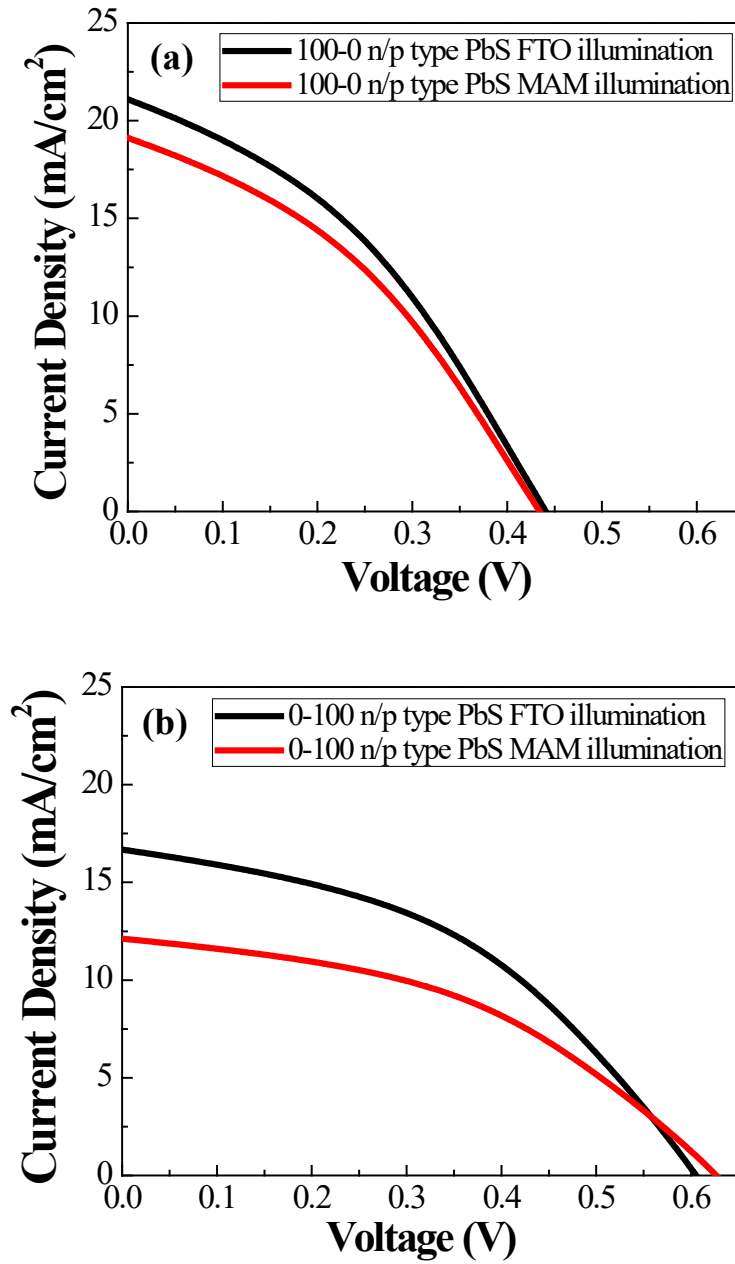 25
(a)
100-0 n/p type PbS FTO illumination
100-0 n/p type PbS MAM illumination
20
15
10
5
0
Current Density (mA/cm²)
0.0 0.1 0.2 0.3 0.4 0.5 0.6
Voltage (V)
25
(b)
0-100 n/p type PbS FTO illumination
0-100 n/p type PbS MAM illumination
20
15
10
5
0
Current Density (mA/cm²)
0.0 0.1 0.2 0.3 0.4 0.5 0.6
Voltage (V)